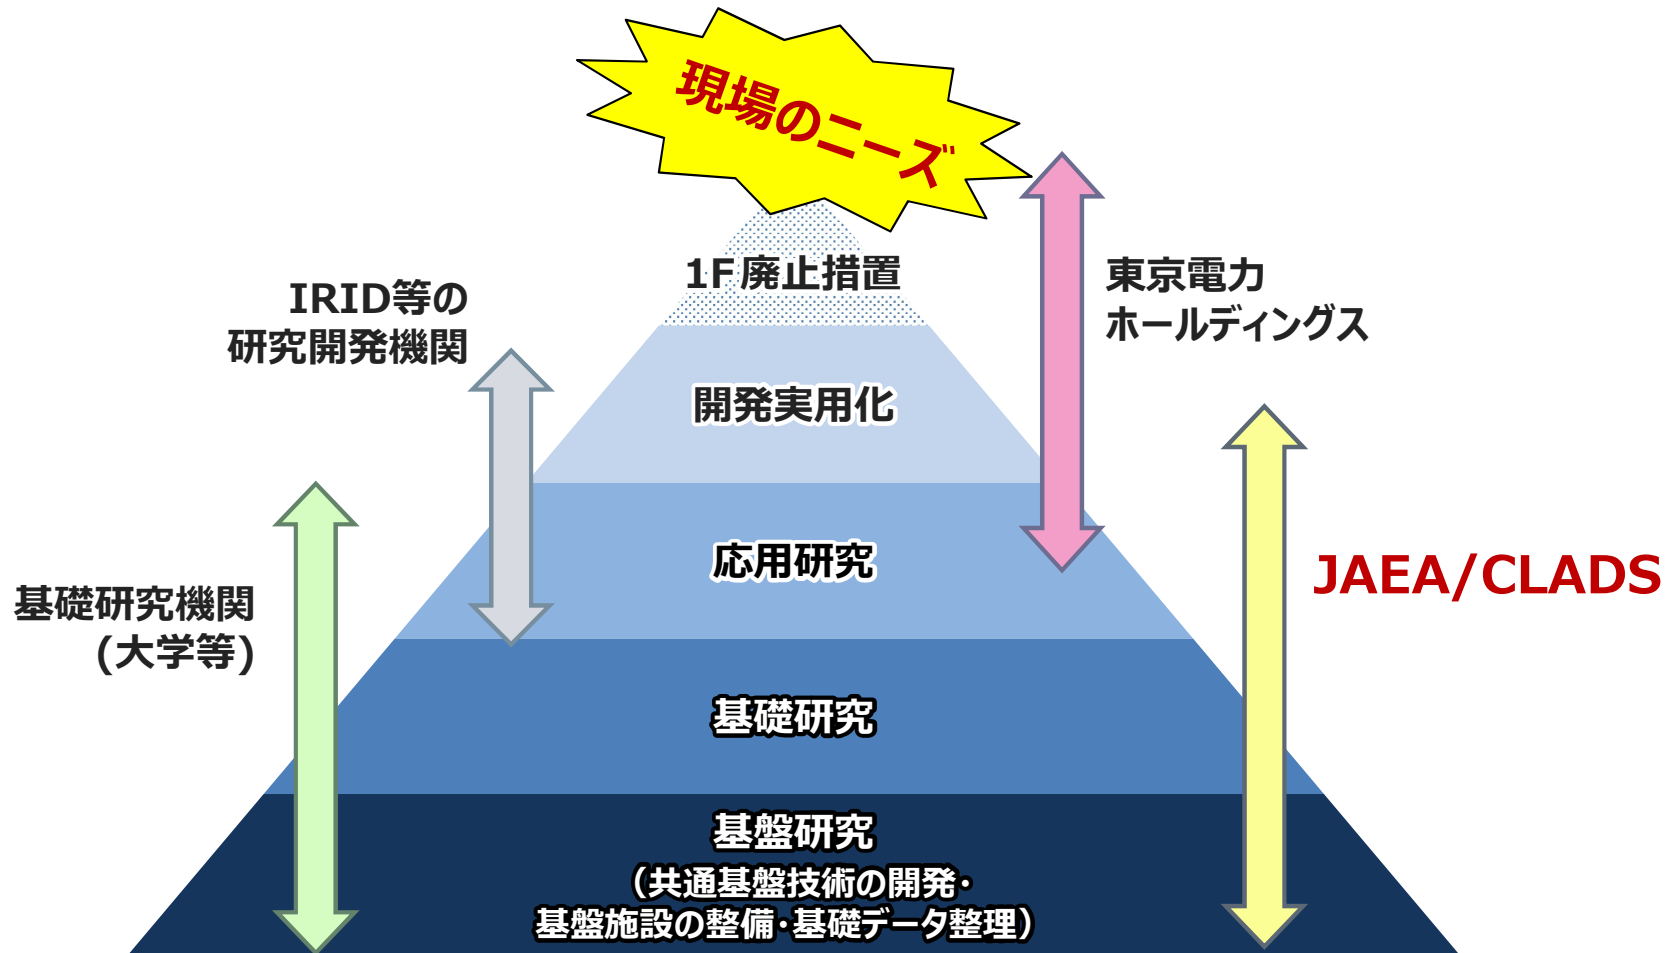 現場のニーズ
1F廃止措置
東京電力
ホールディングス
IRID等の
研究開発機関
開発実用化
応用研究
JAEA/CLADS
基礎研究機関
(大学等)
基礎研究
基盤研究
（共通基盤技術の開発・
基盤施設の整備・基礎データ整理）